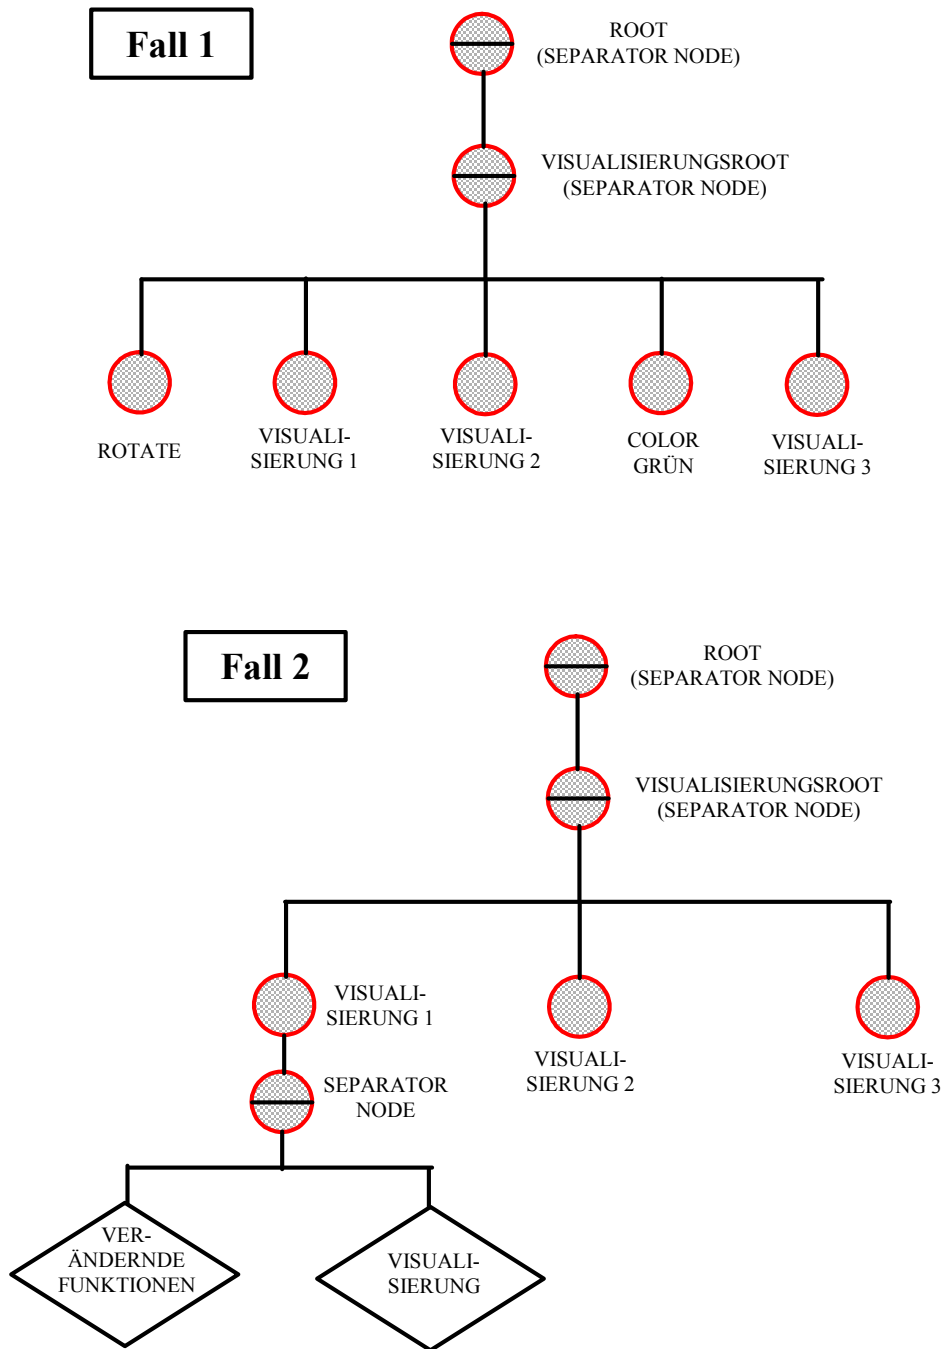 Fall 1
ROOT
(SEPARATOR NODE)
VISUALISIERUNGSROOT
(SEPARATOR NODE)
ROTATE
VISUALI-
SIERUNG 1
VISUALI-
SIERUNG 2
COLOR
GRÜN
VISUALI-
SIERUNG 3
Fall 2
ROOT
(SEPARATOR NODE)
VISUALISIERUNGSROOT
(SEPARATOR NODE)
VISUALI-
SIERUNG 1
VISUALI-
SIERUNG 2
VISUALI-
SIERUNG 3
SEPARATOR
NODE
VER-
ÄNDERNDE
FUNKTIONEN
VISUALI-
SIERUNG